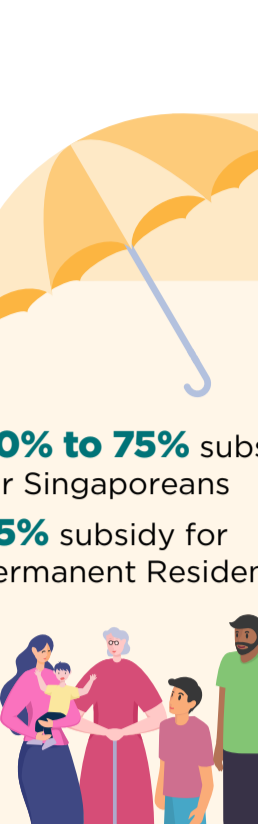 0% to 75% subs
r Singaporeans
5% subsidy for
ermanent Residen